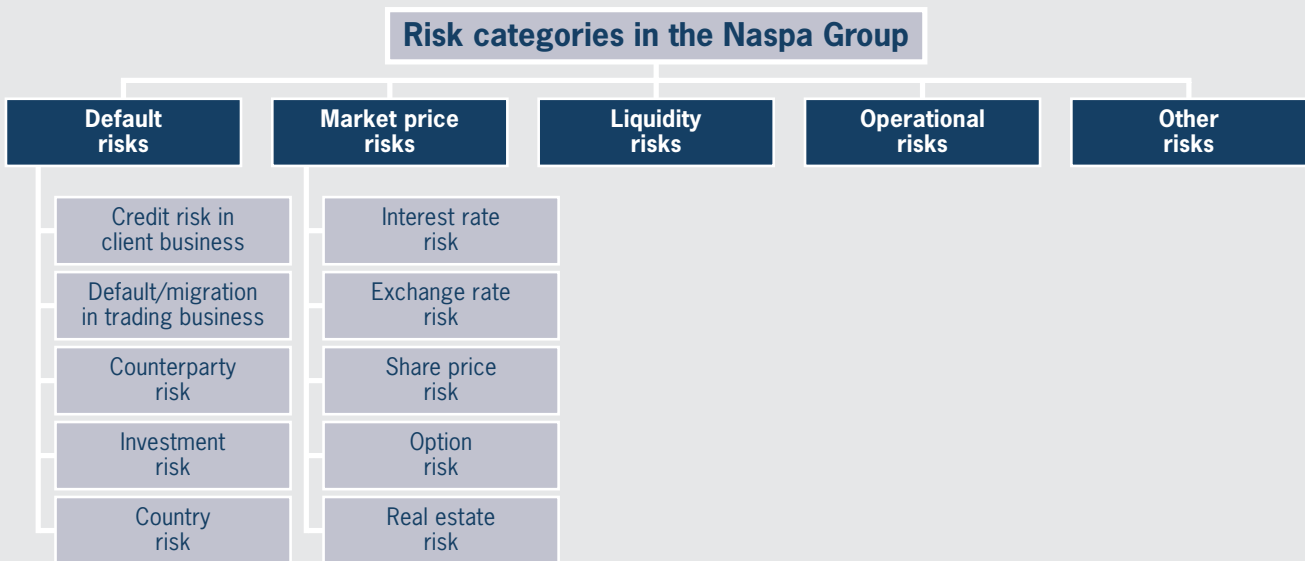 Risk categories in the Naspa Group
Default
risks
Market price
risks
Liquidity
risks
Operational
risks
Other
risks
Credit risk in
client business
Default/migration
in trading business
Counterparty
risk
Investment
risk
Country
risk
Interest rate
risk
Exchange rate
risk
Share price
risk
Option
risk
Real estate
risk